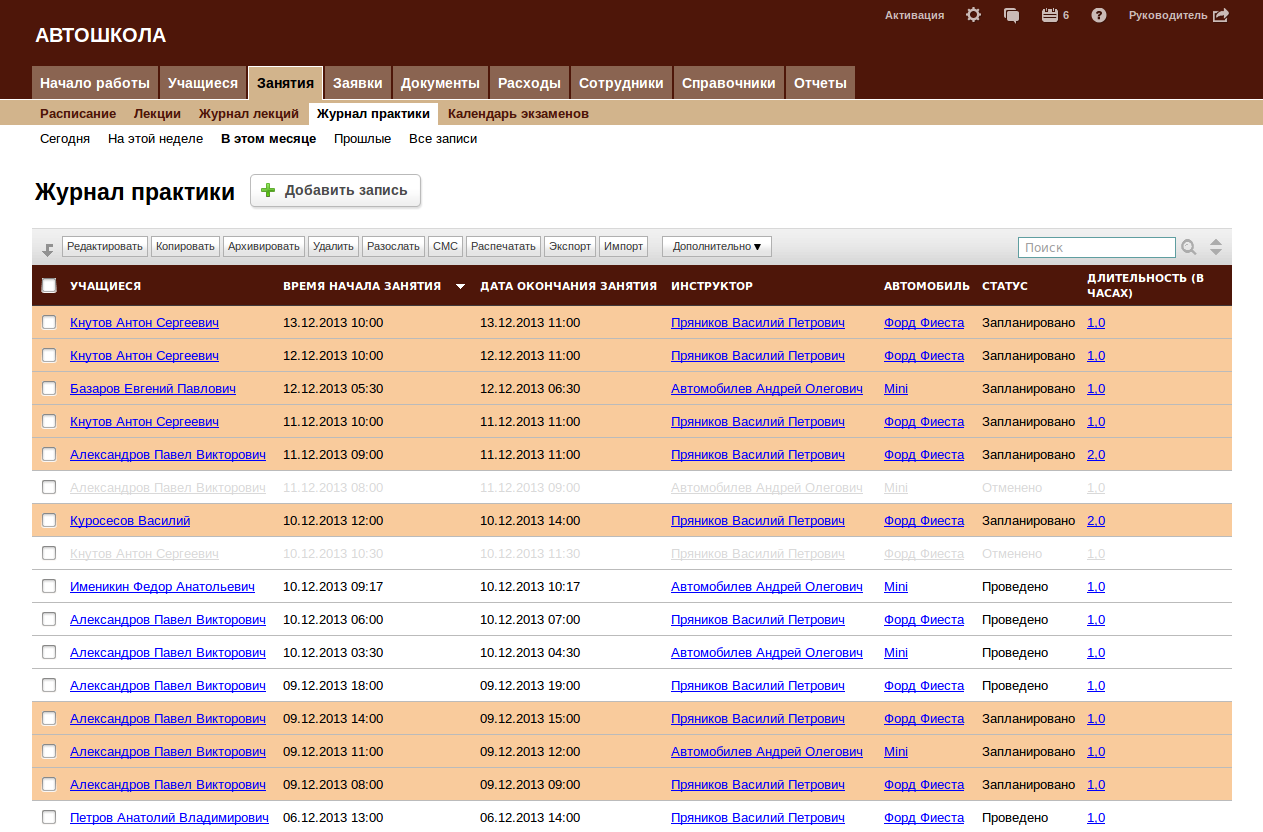 Активация 6 Руководитель
АВТОШКОЛА
Начало работы Учащиеся Занятия Заявки Документы Расходы Сотрудники Справочники Отчеты
Расписание Лекции Журнал лекций Журнал практики Календарь экзаменов
Сегодня На этой неделе В этом месяце Прошлые Все записи
Журнал практики Добавить запись
Редактировать Копировать Архивировать Удалить Разослать СМС Распечатать Экспорт Импорт Дополнительно Поиск
УЧАЩИЕСЯ ВРЕМЯ НАЧАЛА ЗАНЯТИЯ ДАТА ОКОНЧАНИЯ ЗАНЯТИЯ ИНСТРУКТОР АВТОМОБИЛЬ СТАТУС ДЛИТЕЛЬНОСТЬ (В
ЧАСАХ)
Кнутов Антон Сергеевич 13.12.2013 10:00 13.12.2013 11:00 Пряников Василий Петрович Форд Фиеста Запланировано 1,0
Кнутов Антон Сергеевич 12.12.2013 10:00 12.12.2013 11:00 Пряников Василий Петрович Форд Фиеста Запланировано 1,0
Базаров Евгений Павлович 12.12.2013 05:30 12.12.2013 06:30 Автомобилев Андрей Олегович Mini Запланировано 1,0
Кнутов Антон Сергеевич 11.12.2013 10:00 11.12.2013 11:00 Пряников Василий Петрович Форд Фиеста Запланировано 1,0
Александров Павел Викторович 11.12.2013 09:00 11.12.2013 11:00 Пряников Василий Петрович Форд Фиеста Запланировано 2,0
Александров Павел Викторович 11.12.2013 08:00 11.12.2013 09:00 Автомобилев Андрей Олегович Mini Отменено 1,0
Куросесов Василий 10.12.2013 12:00 10.12.2013 14:00 Пряников Василий Петрович Форд Фиеста Запланировано 2,0
Кнутов Антон Сергеевич 10.12.2013 10:30 10.12.2013 11:30 Пряников Василий Петрович Форд Фиеста Отменено 1,0
Именикин Федор Анатольевич 10.12.2013 09:17 10.12.2013 10:17 Автомобилев Андрей Олегович Mini Проведено 1,0
Александров Павел Викторович 10.12.2013 06:00 10.12.2013 07:00 Пряников Василий Петрович Форд Фиеста Проведено 1,0
Александров Павел Викторович 10.12.2013 03:30 10.12.2013 04:30 Автомобилев Андрей Олегович Mini Проведено 1,0
Александров Павел Викторович 09.12.2013 18:00 09.12.2013 19:00 Пряников Василий Петрович Форд Фиеста Проведено 1,0
Александров Павел Викторович 09.12.2013 14:00 09.12.2013 15:00 Пряников Василий Петрович Форд Фиеста Запланировано 1,0
Александров Павел Викторович 09.12.2013 11:00 09.12.2013 12:00 Автомобилев Андрей Олегович Mini Запланировано 1,0
Александров Павел Викторович 09.12.2013 08:00 09.12.2013 09:00 Пряников Василий Петрович Форд Фиеста Запланировано 1,0
Петров Анатолий Владимирович 06.12.2013 13:00 06.12.2013 14:00 Пряников Василий Петрович Форд Фиеста Проведено 1,0